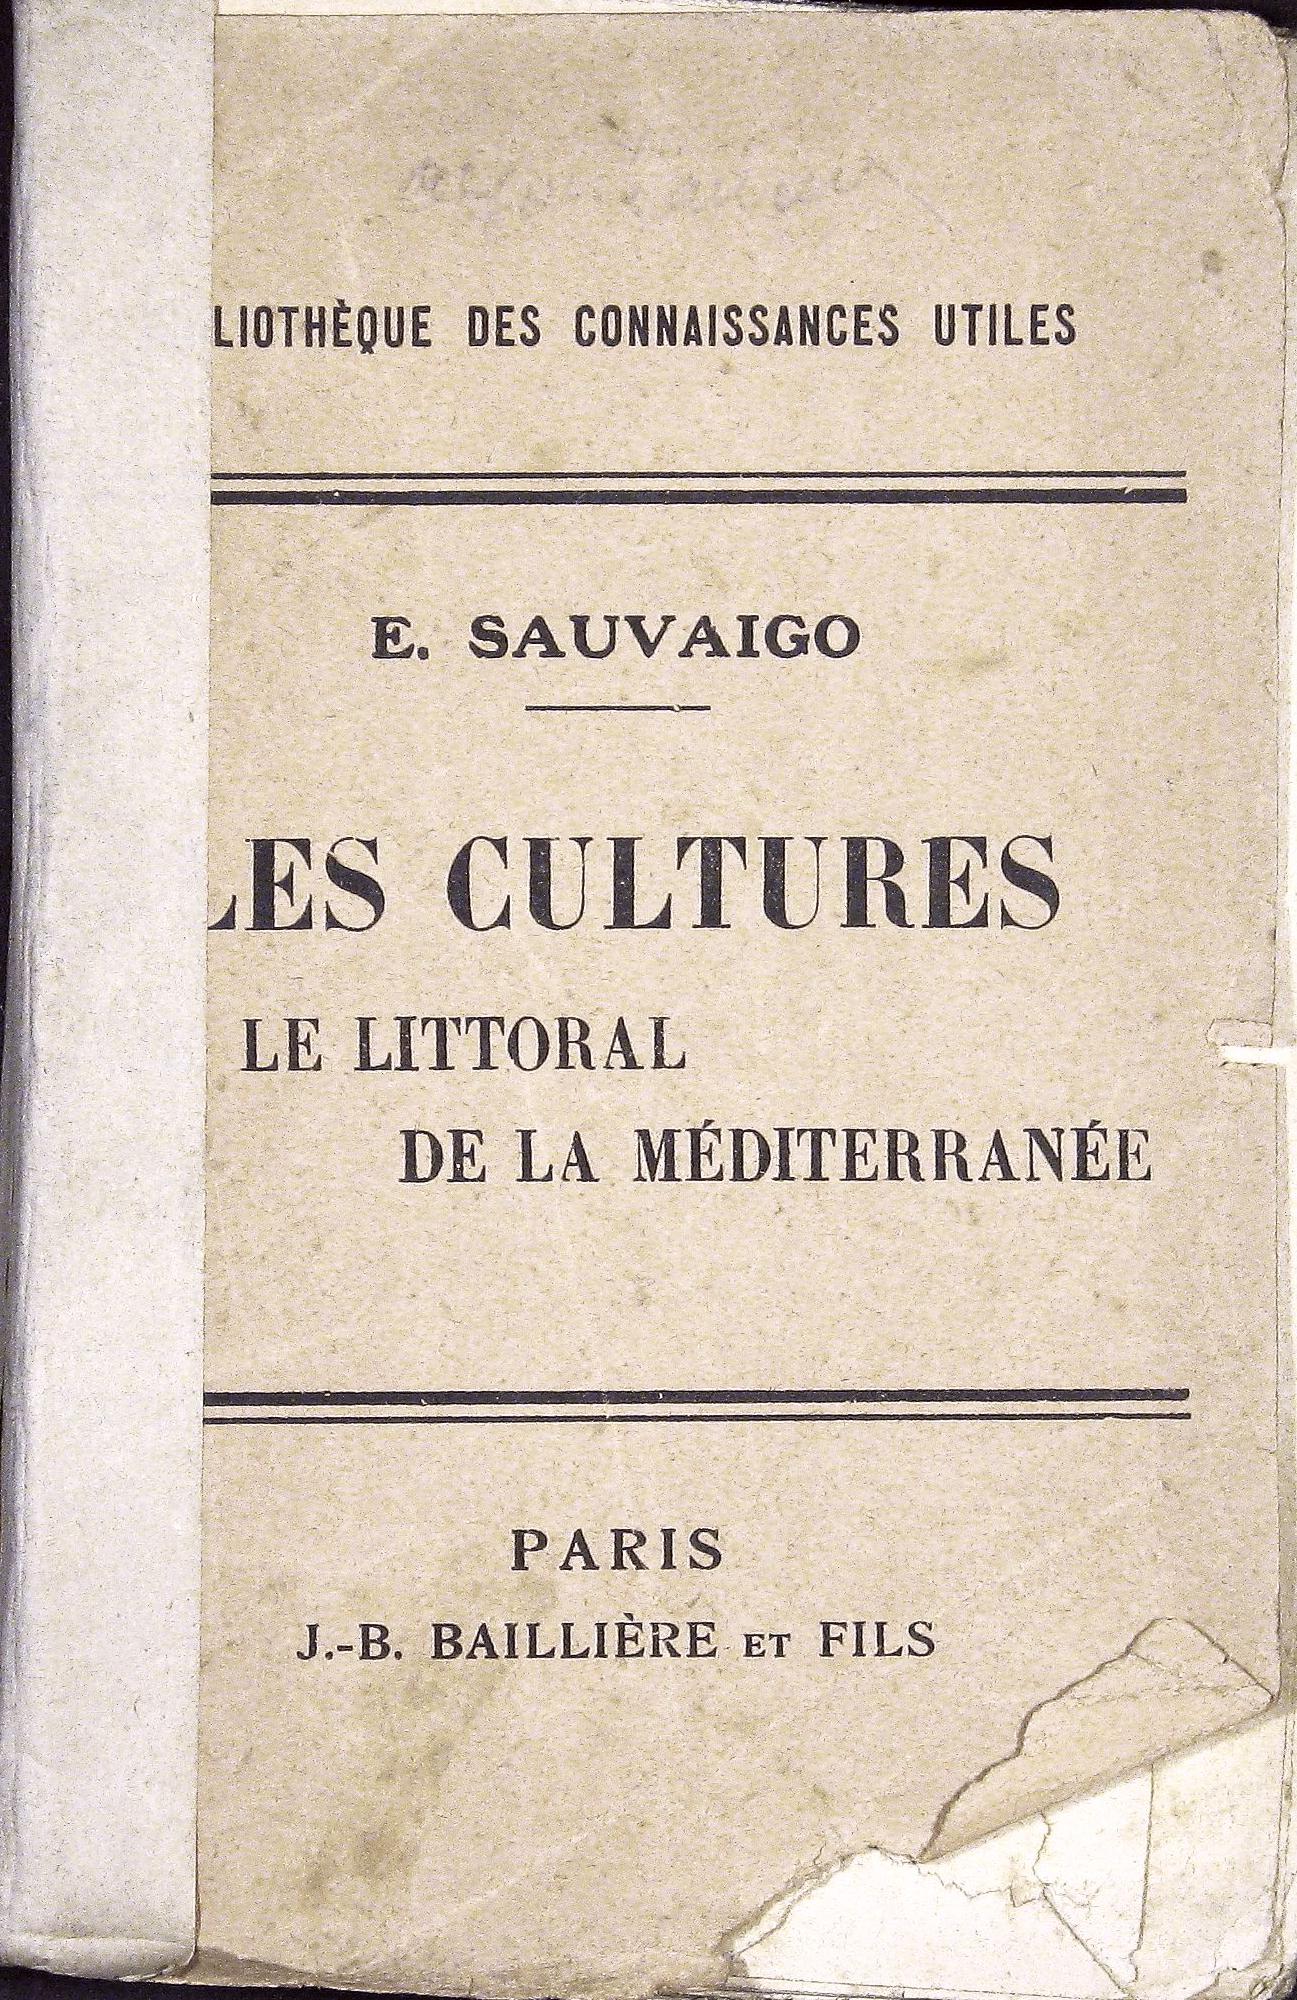 LIOTHÈQUE DES CONNAISSANCES UTILES
E. SAUVAIGO
LES CULTURES
LE LITTORAL
DE LA MÉDITERRANÉE
PARIS
J.-B. BAILLIÈRE ET FILS